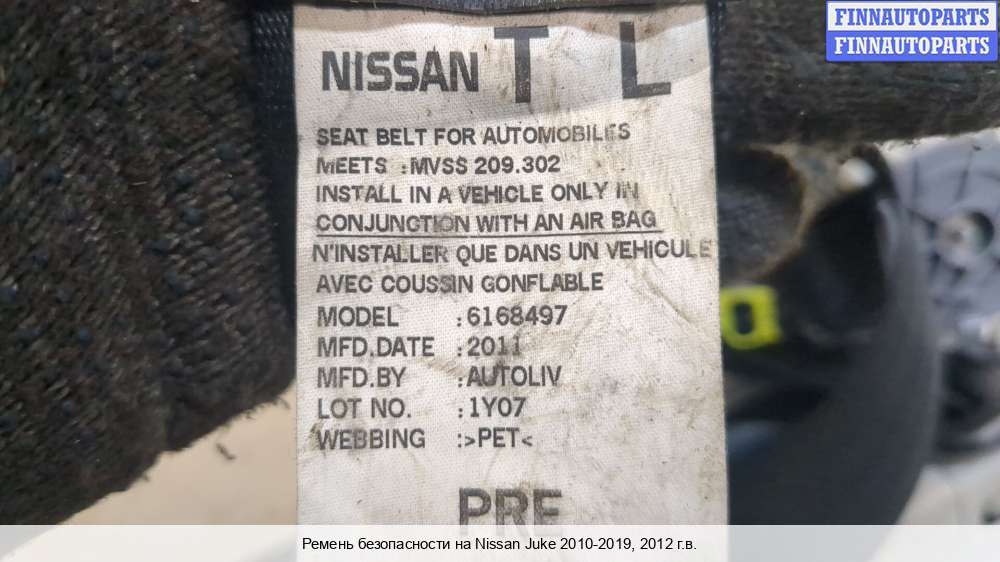 FINNAUTOPARTS
FINNAUTOPARTS
NISSAN T L
SEAT BELT FOR AUTOMOBILES
MEETS :MVSS 209.302
INSTALL IN A VEHICLE ONLY IN
CONJUNCTION WITH AN AIR BAG
N'INSTALLER QUE DANS UN VEHICULE
AVEC COUSSIN GONFLABLE
MODEL :6168497
MFD.DATE :2011
MFD.BY :AUTOLIV
LOT NO. :1Y07
WEBBING :>PET<
PRE
Ремень безопасности на Nissan Juke 2010-2019, 2012 г.в.